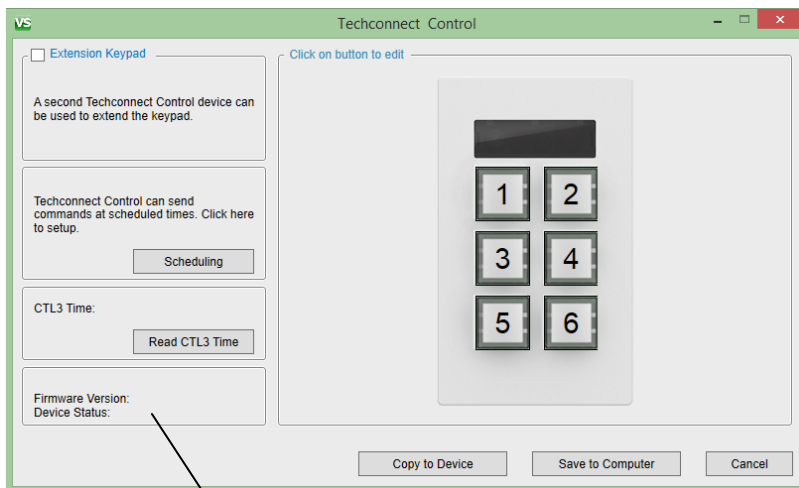 VS
Techconnect Control
Extension Keypad
A second Techconnect Control device can
be used to extend the keypad.
Techconnect Control can send
commands at scheduled times. Click here
to setup.
Scheduling
CTL3 Time:
Read CTL3 Time
Firmware Version:
Device Status:
Click on button to edit
1 2
3 4
5 6
Copy to Device Save to Computer Cancel